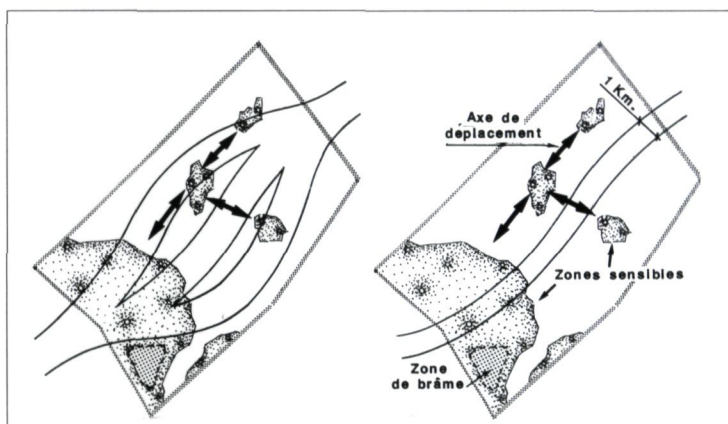 1 Km.
Axe de
déplacement
Zones sensibles
Zone
de brâme